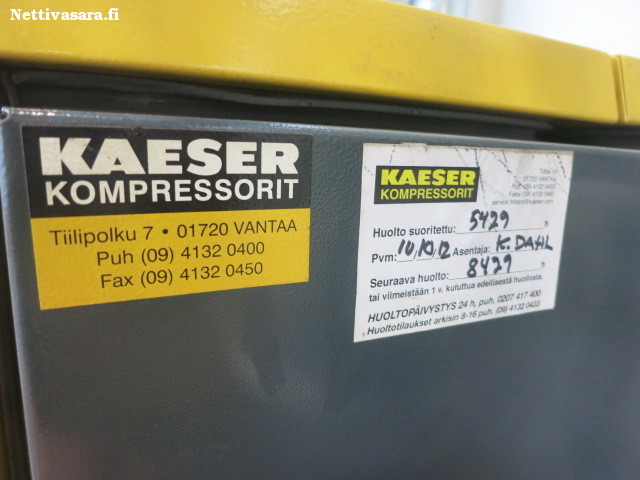 Nettivasara.fi
KAESER
KOMPRESSORIT
Tiilipolku 7 • 01720 VANTAA
Puh (09) 4132 0400
Fax (09) 4132 0450
KAESER
KOMPRESSORIT
01720 VANTAA
Huolto suoritettu: 5429 h
Pvm: 10/10/12 Asentaja: K. DAHL
Seuraava huolto: 8429 h
tai viimeistään 1 v. kuluttua edellisestä huollosta.
HUOLTOPÄIVYSTYS 24 h, puh. 0207 417 400
Huoltotilaukset arkisin 8-16 puh. (09) 4132 0400